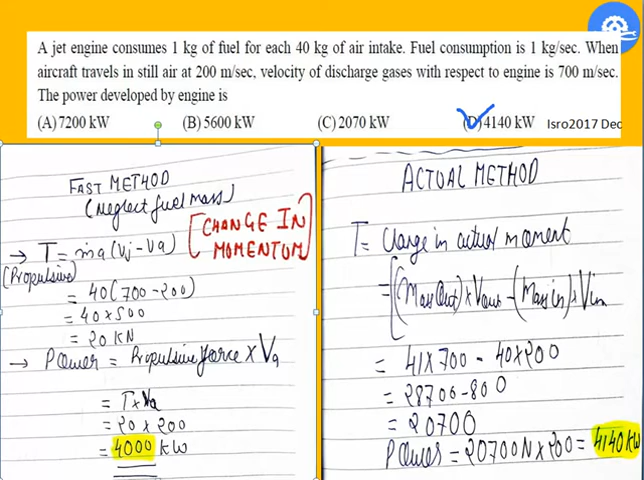 A jet engine consumes 1 kg of fuel for each 40 kg of air intake. Fuel consumption is 1 kg/sec. When
aircraft travels in still air at 200 m/sec, velocity of discharge gases with respect to engine is 700 m/sec.
The power developed by engine is
(A) 7200 kW (B) 5600 kW (C) 2070 kW (D) 4140 kW Isro2017 Dec
FAST METHOD
(Neglect fuel mass)
→ T = ṁa (Vj - Va) [CHANGE IN
MOMENTUM]
(Propulsive)
= 40(700-200)
= 40×500
= 20 KN
→ Power = Propulsive force × Va
= T×Va
= 20 × 200
= 4000 KW
ACTUAL METHOD
T = Change in actual moment
= [(Mass Out) × Vout - (Mass in) × Vin
= 41×700 - 40×200
= 28700-800
= 20700
Power = 20700N×200 = 4140 KW